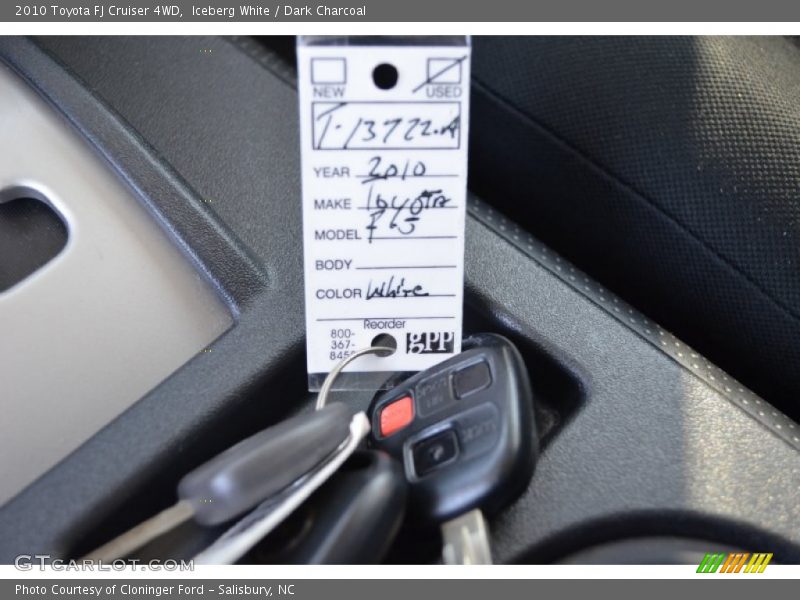 2010 Toyota FJ Cruiser 4WD,  Iceberg White / Dark Charcoal
NEW USED
T-13722.A
YEAR 2010
MAKE Toyota
MODEL FJ
BODY
COLOR White
Reorder
800-
367-
gpp
GTCARLOT.COM
Photo Courtesy of Cloninger Ford - Salisbury, NC